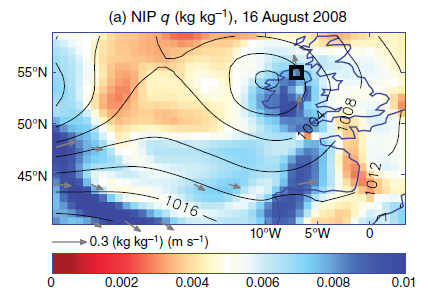 (a) NIP q (kg kg⁻¹), 16 August 2008
55°N
50°N
45°N
1004
1008
1012
1016
10°W 5°W 0
0.3 (kg kg⁻¹) (m s⁻¹)
0 0.002 0.004 0.006 0.008 0.01